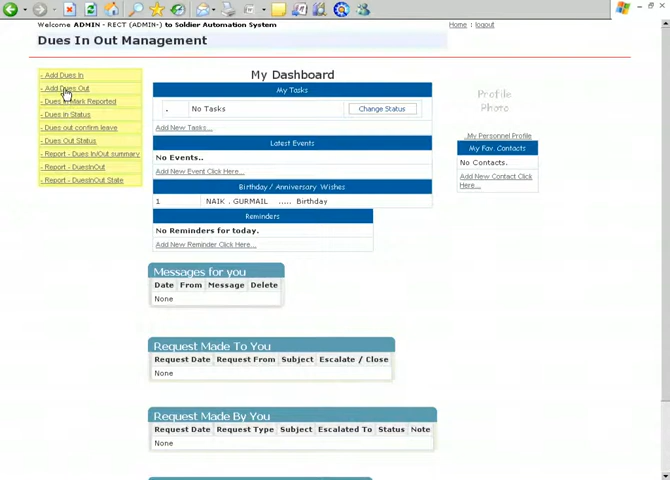 Welcome ADMIN - RECT (ADMIN-) to Soldier Automation System
Home : logout
Dues In Out Management
- Add Dues In
- Add Dues Out
- Dues In Mark Reported
- Dues in Status
- Dues out confirm leave
- Dues Out Status
- Report - Dues In/Out summary
- Report - DuesInOut
- Report - DuesInOut State
My Dashboard
My Tasks
. No Tasks Change Status
Add New Tasks...
Latest Events
No Events..
Add New Event Click Here...
Birthday / Anniversary Wishes
1 NAIK . GURMAIL ..... Birthday
Reminders
No Reminders for today.
Add New Reminder Click Here...
Profile
Photo
..My Personnel Profile
My Fav. Contacts
No Contacts.
Add New Contact Click
Here...
Messages for you
Date From Message Delete
None
Request Made To You
Request Date Request From Subject Escalate / Close
None
Request Made By You
Request Date Request Type Subject Escalated To Status Note
None